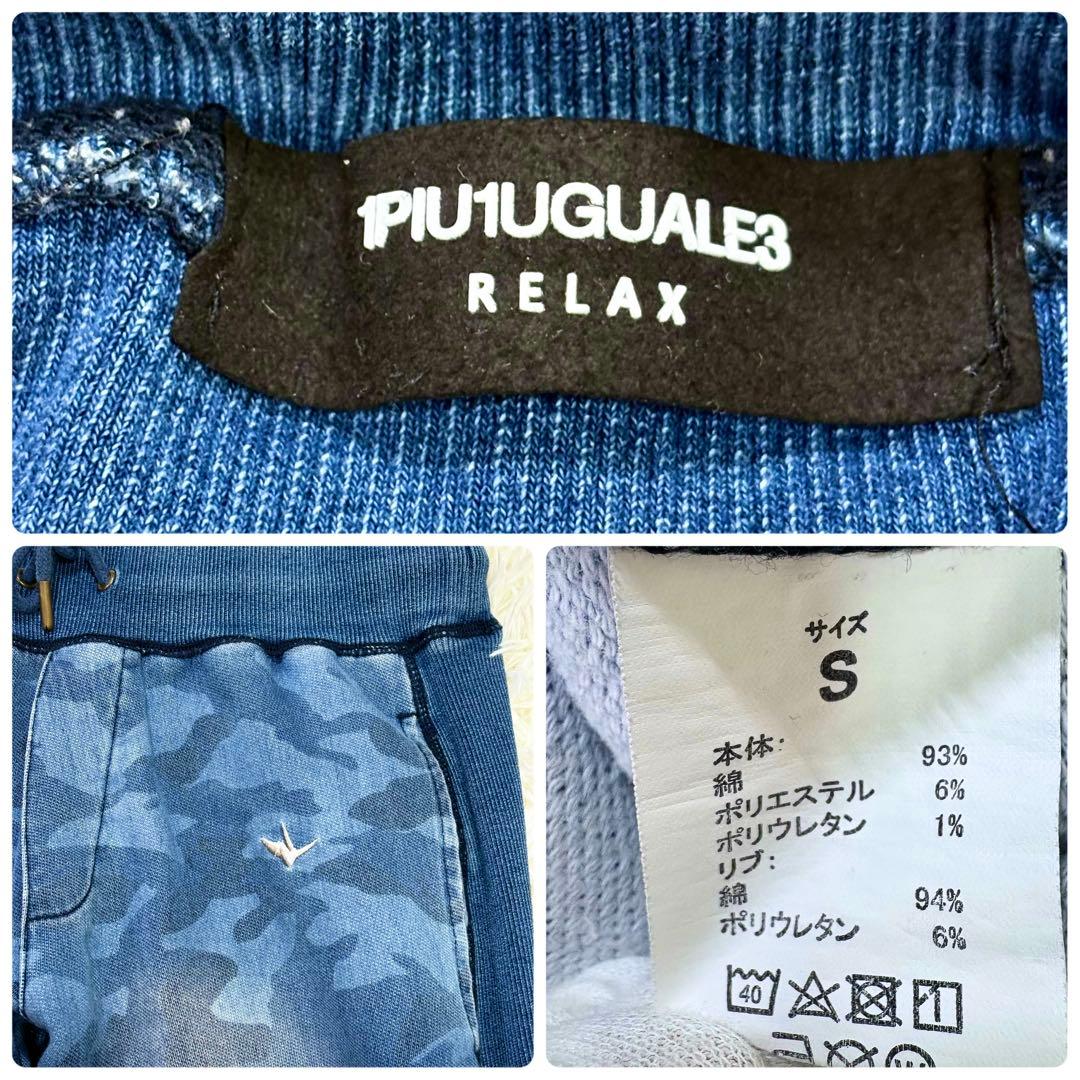 1PIU1UGUALE3
RELAX
サイズ
S
本体:
綿 93%
ポリエステル 6%
ポリウレタン 1%
リブ:
綿 94%
ポリウレタン 6%
40